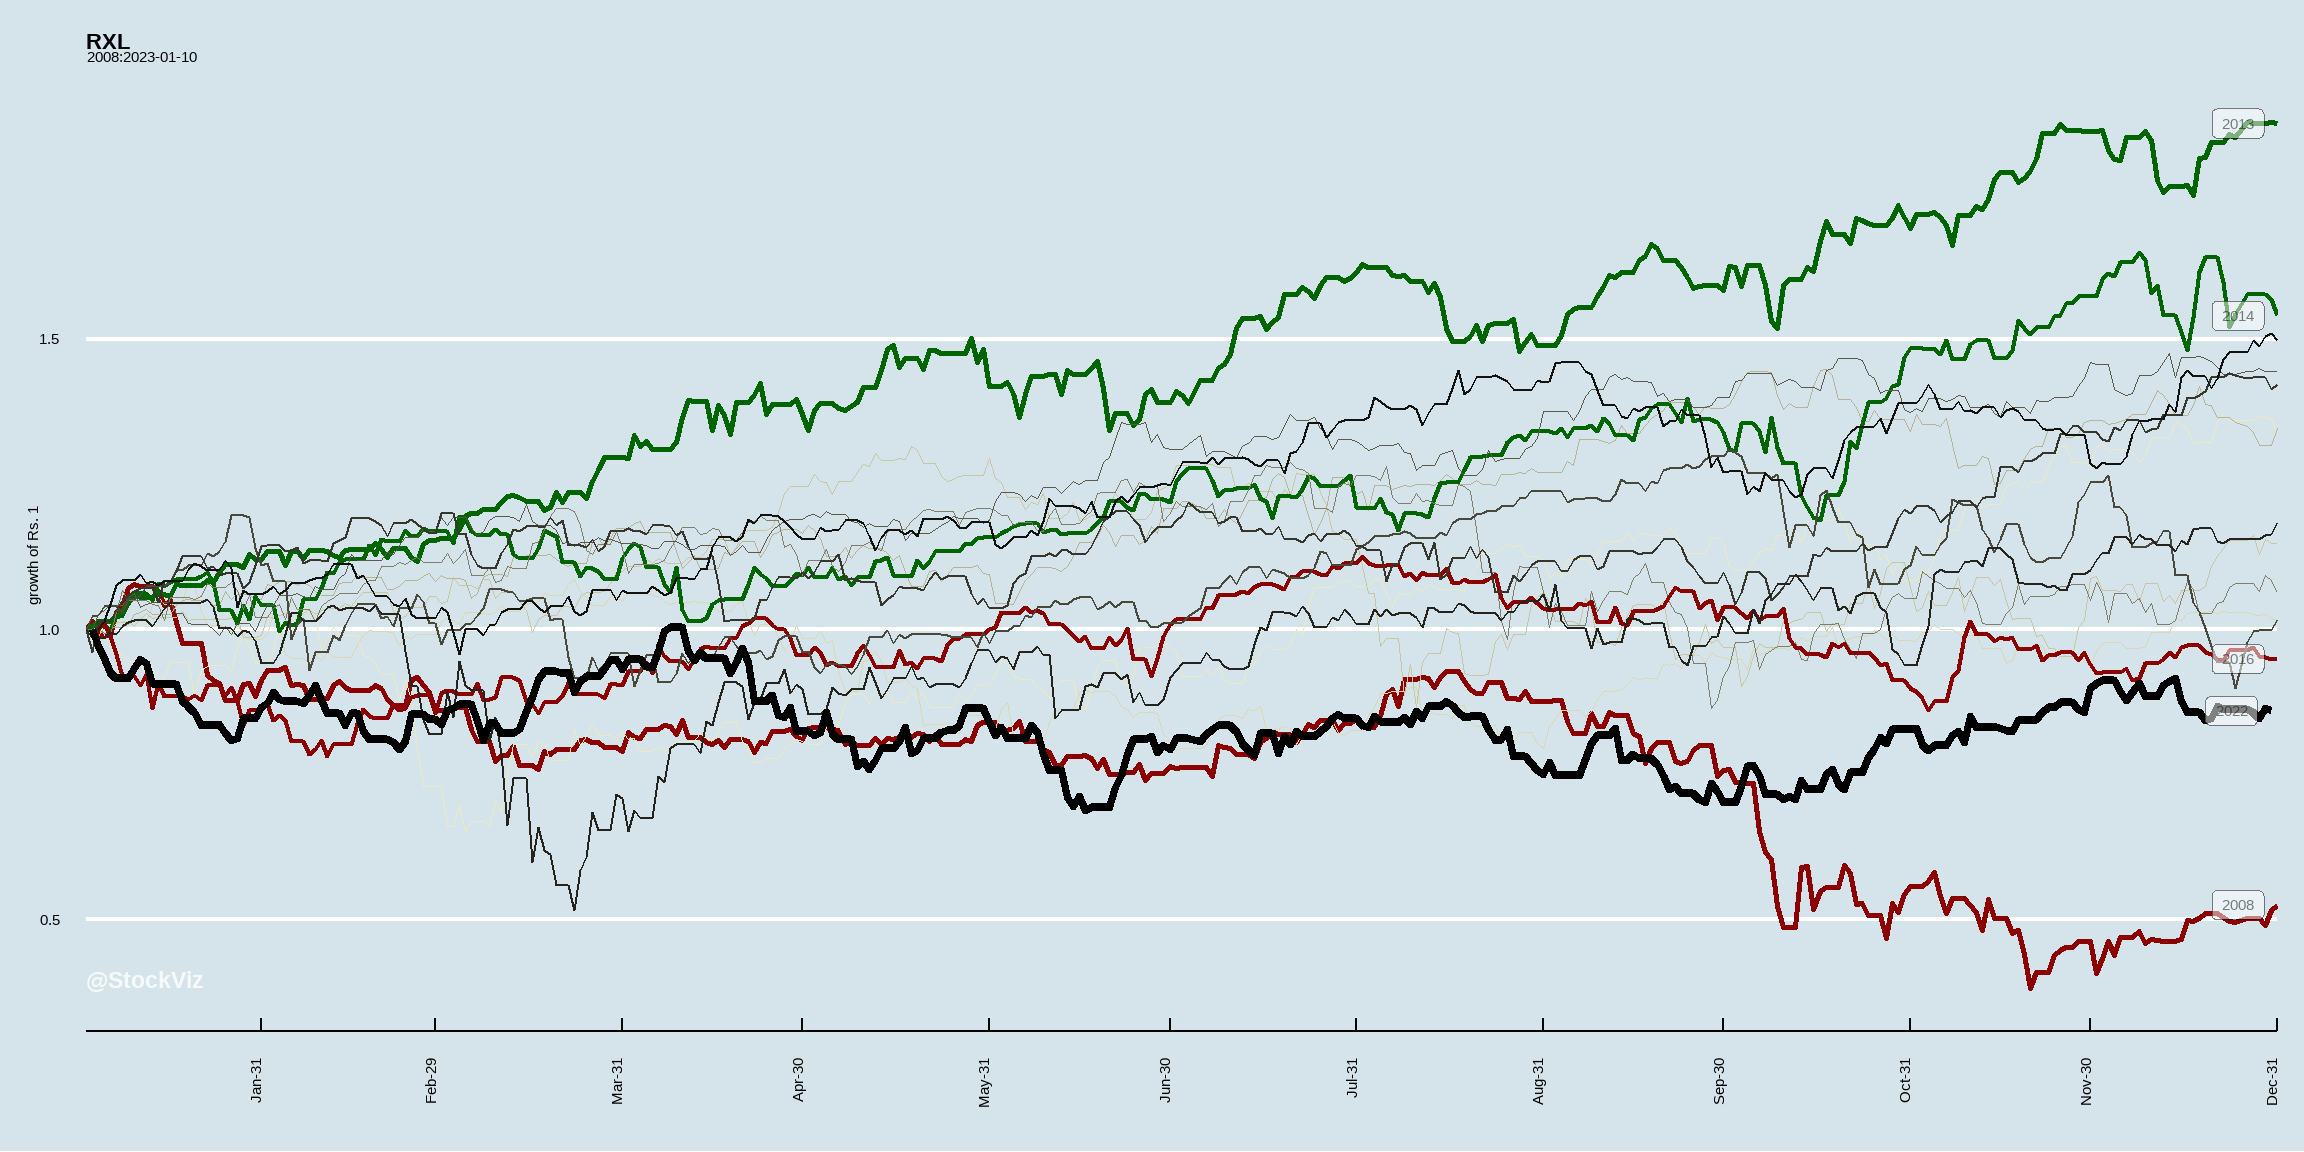 RXL
2008:2023-01-10
2013
1.5
2014
growth of Rs. 1
1.0
2016
2022
0.5
2008
@StockViz
Jan-31 Feb-29 Mar-31 Apr-30 May-31 Jun-30 Jul-31 Aug-31 Sep-30 Oct-31 Nov-30 Dec-31